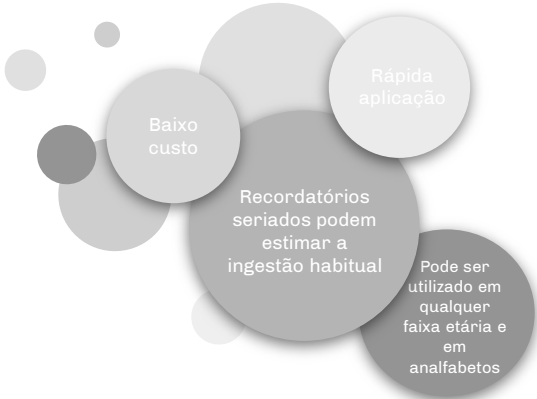 Rápida
aplicação
Baixo
custo
Recordatórios
seriados podem
estimar a
ingestão habitual
Pode ser
utilizado em
qualquer
faixa etária e
em
analfabetos